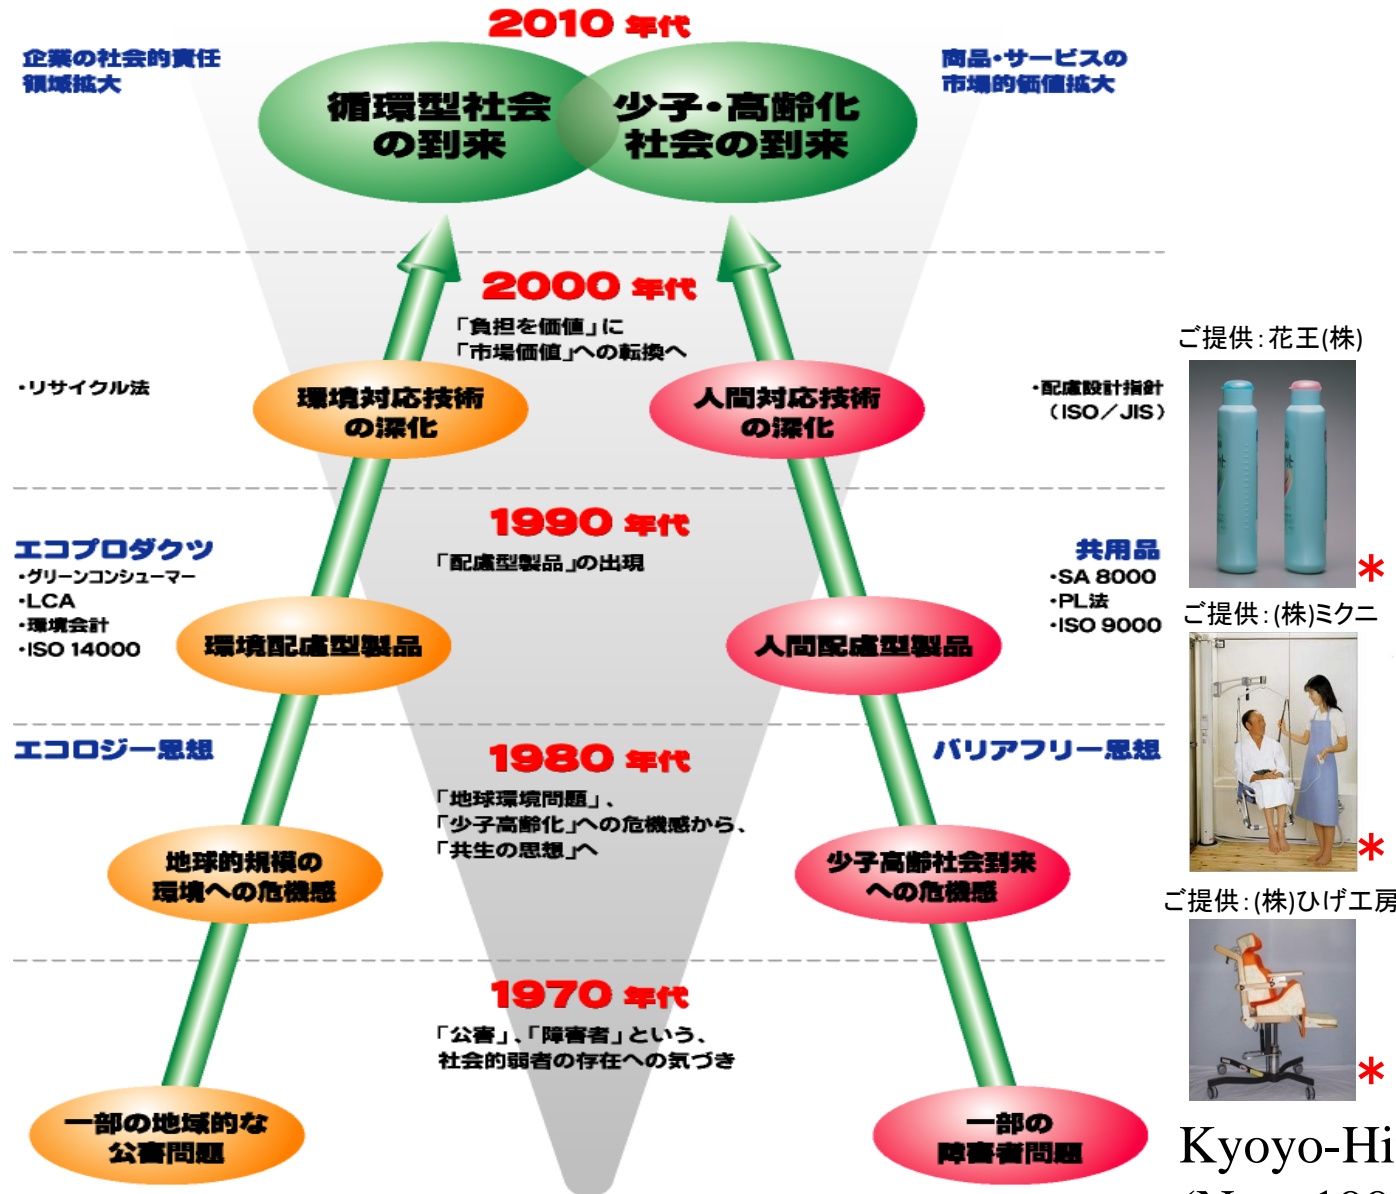 2010 年代
企業の社会的責任
領域拡大
商品・サービスの
市場的価値拡大
循環型社会
の到来
少子・高齢化
社会の到来
2000 年代
「負担を価値」に
「市場価値」への転換へ
・リサイクル法
環境対応技術
の深化
人間対応技術
の深化
・配慮設計指針
（ISO／JIS）
1990 年代
「配慮型製品」の出現
エコプロダクツ
・グリーンコンシューマー
・LCA
・環境会計
・ISO 14000
環境配慮型製品
人間配慮型製品
共用品
・SA 8000
・PL法
・ISO 9000
1980 年代
エコロジー思想
バリアフリー思想
「地球環境問題」、
「少子高齢化」への危機感から、
「共生の思想」へ
地球的規模の
環境への危機感
少子高齢社会到来
への危機感
1970 年代
「公害」、「障害者」という、
社会的弱者の存在への気づき
一部の地域的な
公害問題
一部の
障害者問題
ご提供：花王(株)
*
ご提供：(株)ミクニ
*
ご提供：(株)ひげ工房
*
Kyoyo-Hi